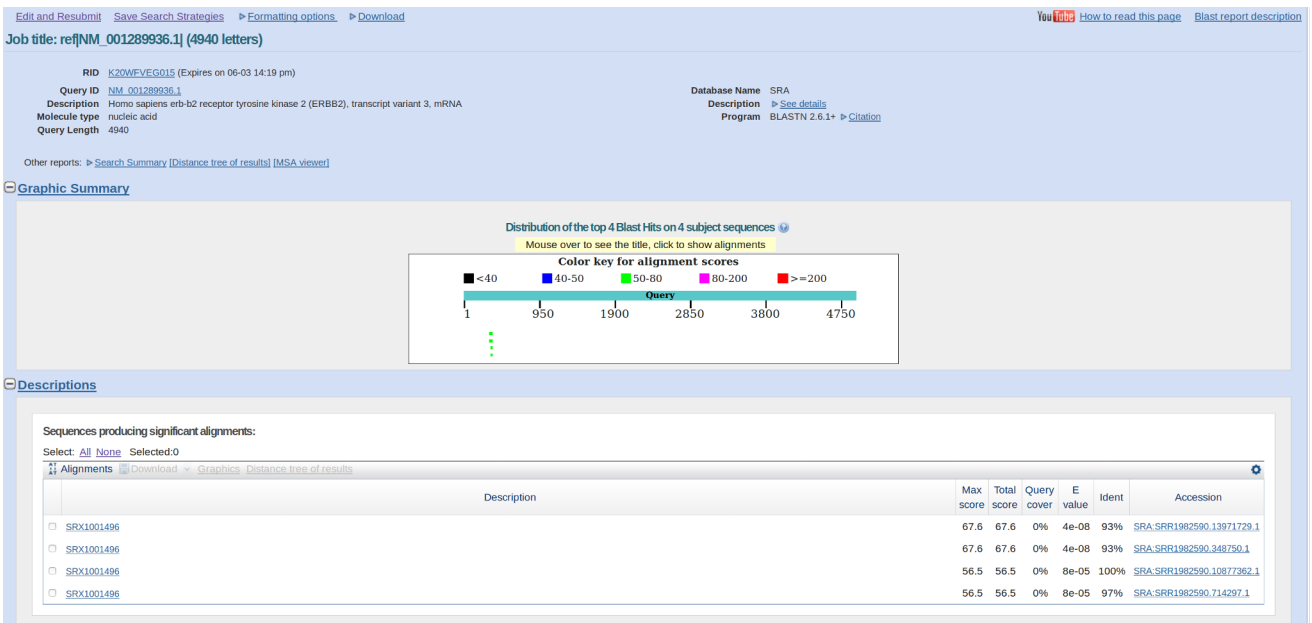 Edit and Resubmit Save Search Strategies Formatting options Download YouTube How to read this page Blast report description
Job title: ref|NM_001289936.1| (4940 letters)
RID K20WFVEG015 (Expires on 06-03 14:19 pm)
Query ID NM_001289936.1 Database Name SRA
Description Homo sapiens erb-b2 receptor tyrosine kinase 2 (ERBB2), transcript variant 3, mRNA Description See details
Molecule type nucleic acid Program BLASTN 2.6.1+ Citation
Query Length 4940
Other reports: Search Summary [Distance tree of results] [MSA viewer]
Graphic Summary
Distribution of the top 4 Blast Hits on 4 subject sequences
Mouse over to see the title, click to show alignments
Color key for alignment scores
<40 40-50 50-80 80-200 >=200
Query
1 950 1900 2850 3800 4750
Descriptions
Sequences producing significant alignments:
Select: All None Selected:0
Alignments Download Graphics Distance tree of results
Description Max score Total score Query cover E value Ident Accession
SRX1001496 67.6 67.6 0% 4e-08 93% SRA:SRR1982590.13971729.1
SRX1001496 67.6 67.6 0% 4e-08 93% SRA:SRR1982590.348750.1
SRX1001496 56.5 56.5 0% 8e-05 100% SRA:SRR1982590.10877362.1
SRX1001496 56.5 56.5 0% 8e-05 97% SRA:SRR1982590.714297.1